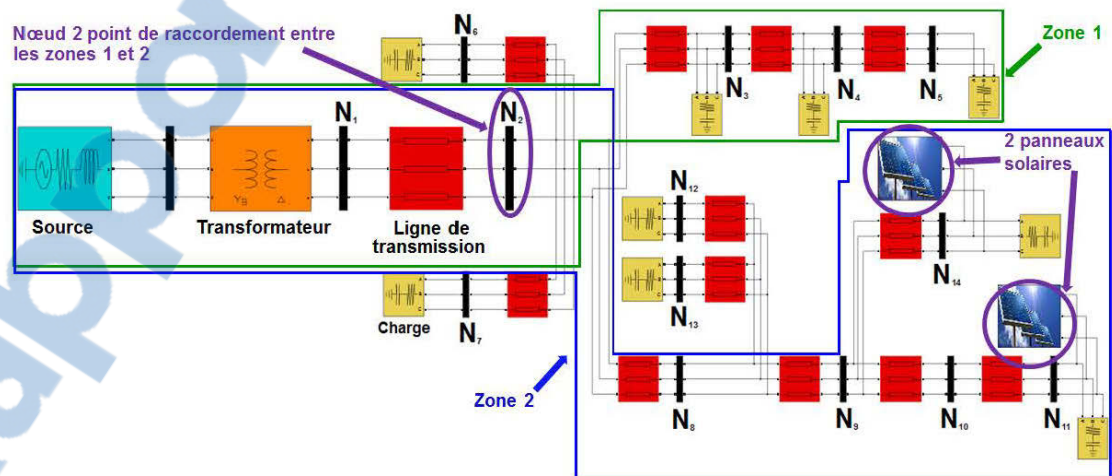 Nœud 2 point de raccordement entre
les zones 1 et 2
N6
Zone 1
N3
N4
N5
N1
N2
2 panneaux
solaires
Source
Transformateur
Yg
Δ
Ligne de
transmission
N12
N13
N14
Charge
N7
Zone 2
N8
N9
N10
N11